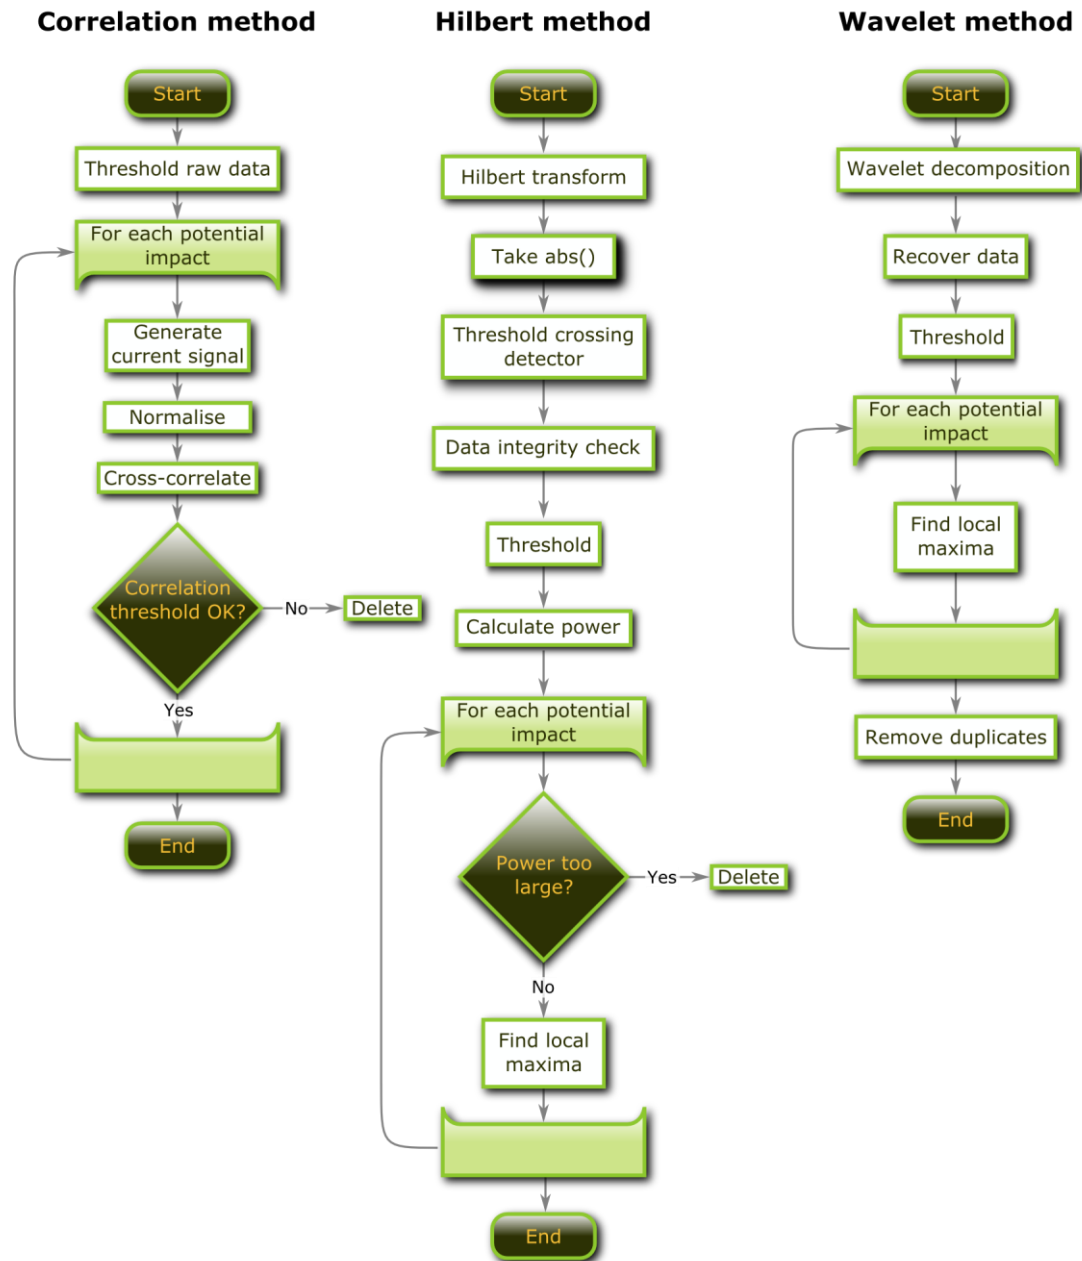 Correlation method
Start
Threshold raw data
For each potential
impact
Generate
current signal
Normalise
Cross-correlate
Correlation
threshold OK?
No
Delete
Yes
End
Hilbert method
Start
Hilbert transform
Take abs()
Threshold crossing
detector
Data integrity check
Threshold
Calculate power
For each potential
impact
Power too
large?
Yes
Delete
No
Find local
maxima
End
Wavelet method
Start
Wavelet decomposition
Recover data
Threshold
For each potential
impact
Find local
maxima
Remove duplicates
End